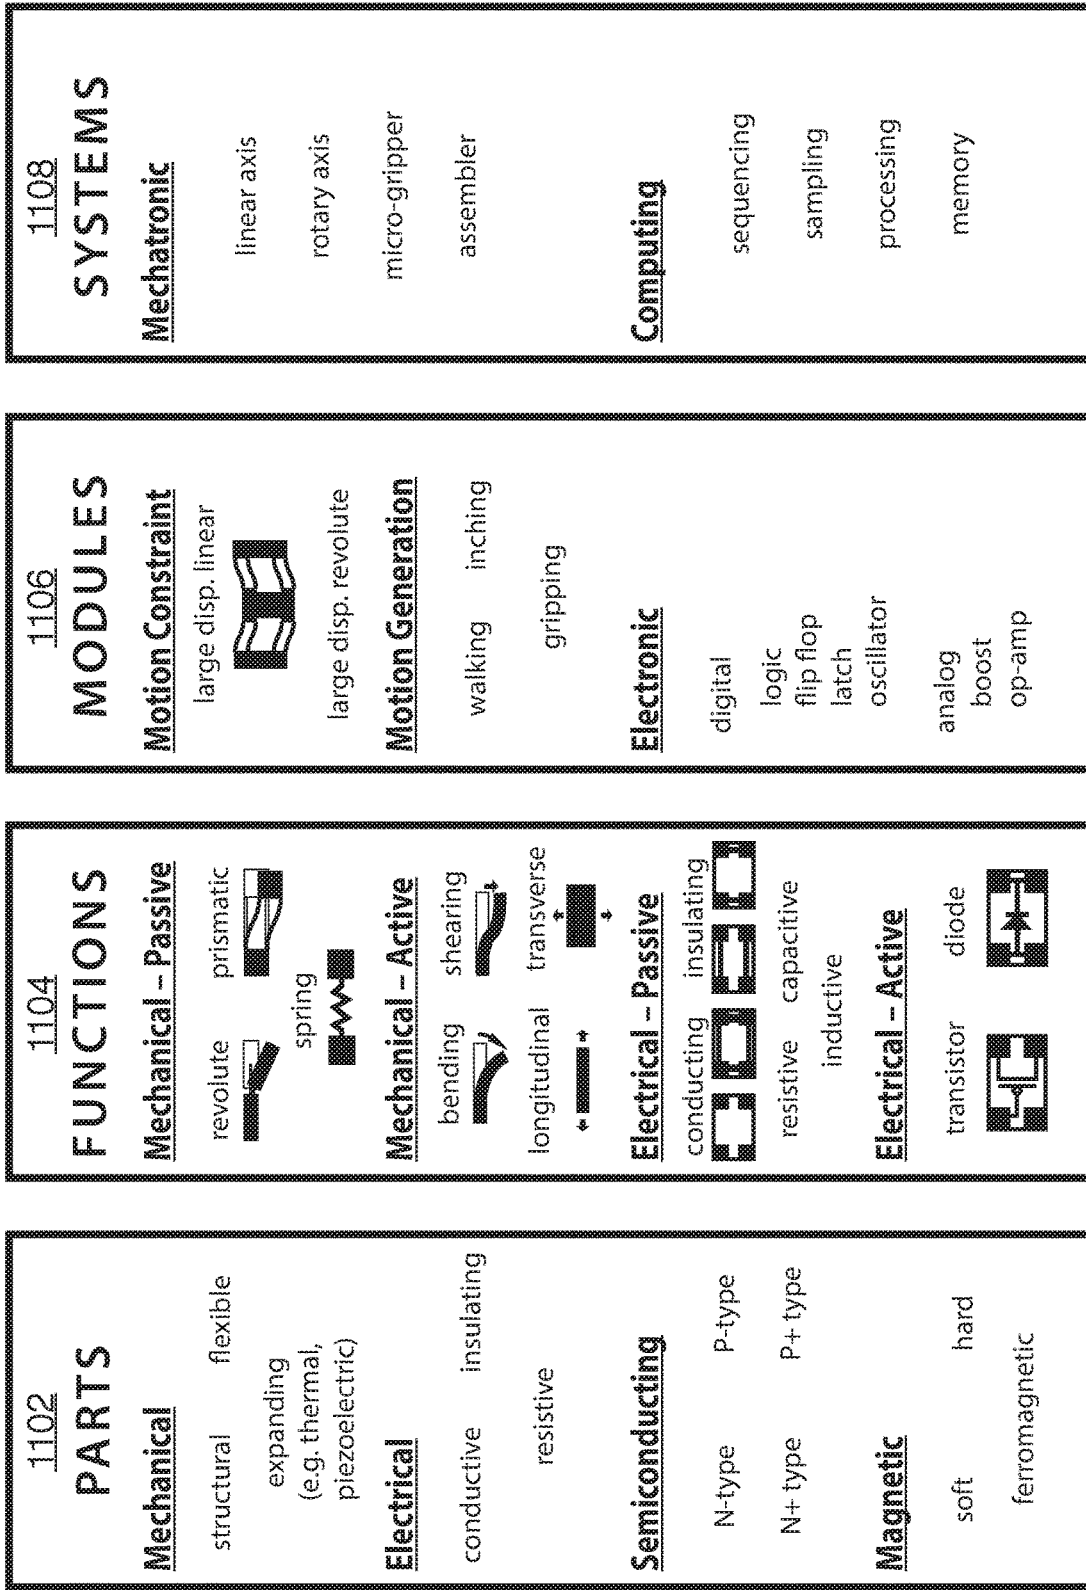 1102
PARTS
Mechanical
structural flexible
expanding
(e.g. thermal,
piezoelectric)
Electrical
conductive insulating
resistive
Semiconducting
N-type P-type
N+ type P+ type
Magnetic
soft hard
ferromagnetic
1104
FUNCTIONS
Mechanical – Passive
revolute prismatic
spring
Mechanical – Active
bending shearing
longitudinal transverse
Electrical – Passive
conducting insulating
resistive capacitive
inductive
Electrical – Active
transistor diode
1106
MODULES
Motion Constraint
large disp. linear
large disp. revolute
Motion Generation
walking inching
gripping
Electronic
digital
logic
flip flop
latch
oscillator
analog
boost
op-amp
1108
SYSTEMS
Mechatronic
linear axis
rotary axis
micro-gripper
assembler
Computing
sequencing
sampling
processing
memory